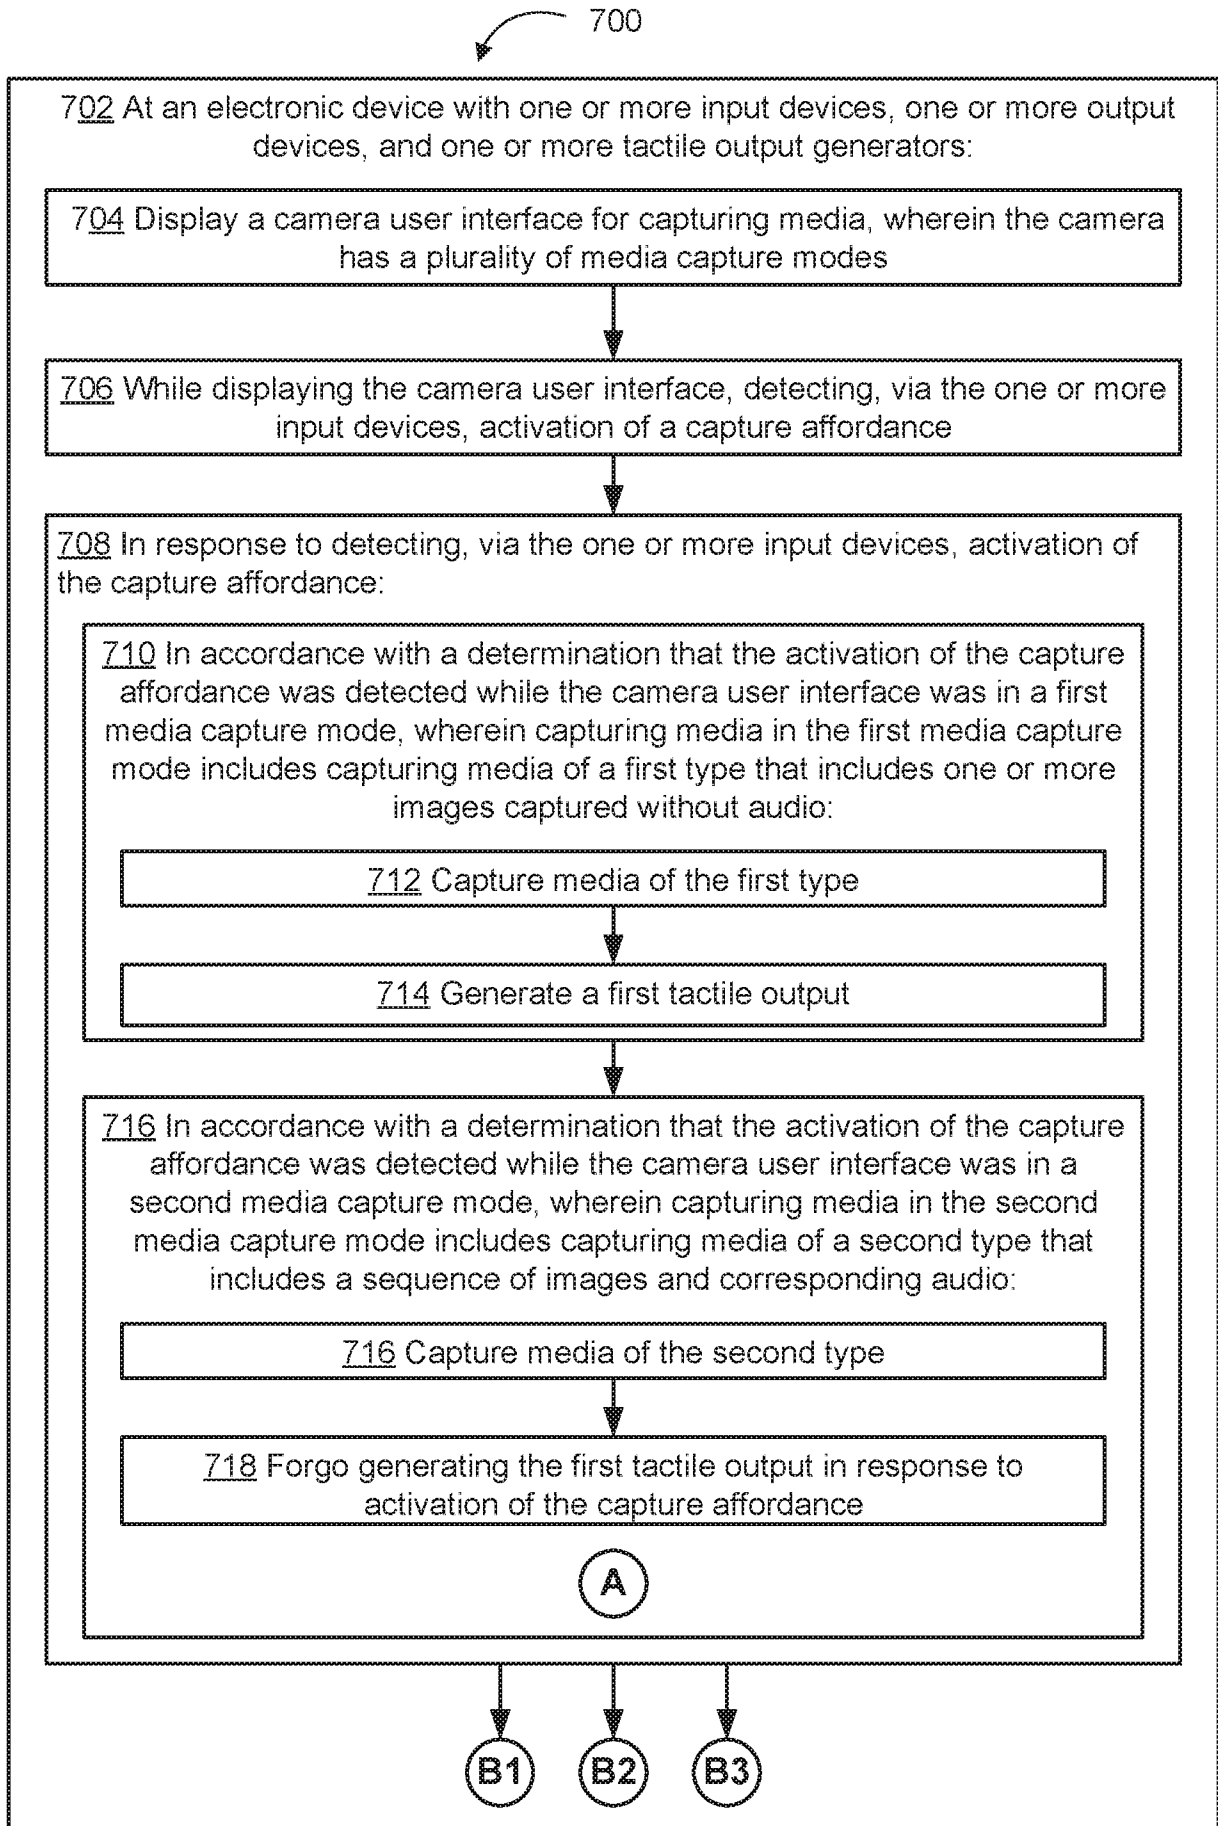 700
702 At an electronic device with one or more input devices, one or more output
devices, and one or more tactile output generators:
704 Display a camera user interface for capturing media, wherein the camera
has a plurality of media capture modes
706 While displaying the camera user interface, detecting, via the one or more
input devices, activation of a capture affordance
708 In response to detecting, via the one or more input devices, activation of
the capture affordance:
710 In accordance with a determination that the activation of the capture
affordance was detected while the camera user interface was in a first
media capture mode, wherein capturing media in the first media capture
mode includes capturing media of a first type that includes one or more
images captured without audio:
712 Capture media of the first type
714 Generate a first tactile output
716 In accordance with a determination that the activation of the capture
affordance was detected while the camera user interface was in a
second media capture mode, wherein capturing media in the second
media capture mode includes capturing media of a second type that
includes a sequence of images and corresponding audio:
716 Capture media of the second type
718 Forgo generating the first tactile output in response to
activation of the capture affordance
A
B1 B2 B3